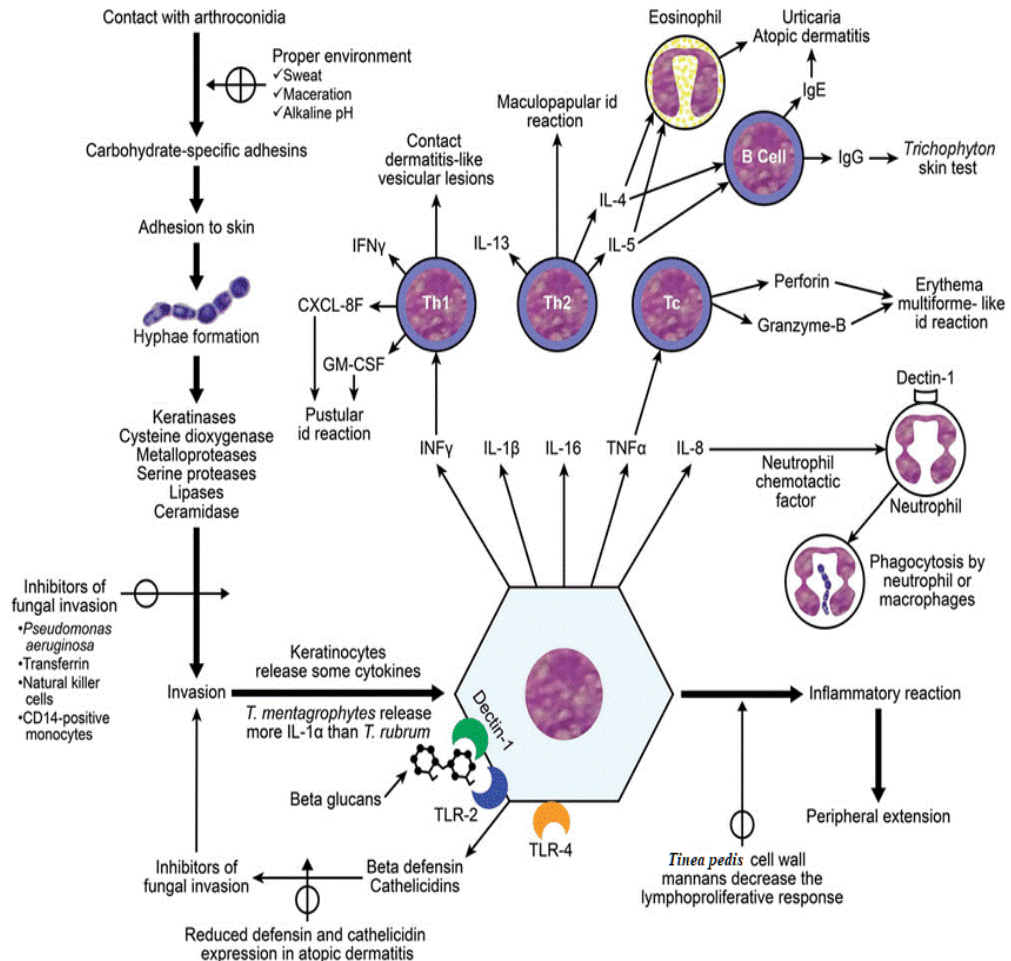 Contact with arthroconidia
Proper environment
✓Sweat
✓Maceration
✓Alkaline pH
Carbohydrate-specific adhesins
Adhesion to skin
Hyphae formation
Keratinases
Cysteine dioxygenase
Metalloproteases
Serine proteases
Lipases
Ceramidase
Inhibitors of
fungal invasion
•Pseudomonas
aeruginosa
•Transferrin
•Natural killer
cells
•CD14-positive
monocytes
Invasion
Keratinocytes
release some cytokines
T. mentagrophytes release
more IL-1α than T. rubrum
Beta glucans
Dectin-1
TLR-2
TLR-4
Beta defensin
Cathelicidins
Inhibitors of
fungal invasion
Reduced defensin and cathelicidin
expression in atopic dermatitis
Contact
dermatitis-like
vesicular lesions
IFNγ
CXCL-8F
GM-CSF
Pustular
id reaction
Th1
INFγ
IL-1β
IL-16
TNFα
IL-8
Maculopapular id
reaction
IL-13
Th2
IL-4
IL-5
Tc
Eosinophil
Urticaria
Atopic dermatitis
IgE
B Cell
IgG
Trichophyton
skin test
Perforin
Granzyme-B
Erythema
multiforme- like
id reaction
Neutrophil
chemotactic
factor
Dectin-1
Neutrophil
Phagocytosis by
neutrophil or
macrophages
Inflammatory reaction
Peripheral extension
Tinea pedis cell wall
mannans decrease the
lymphoproliferative response